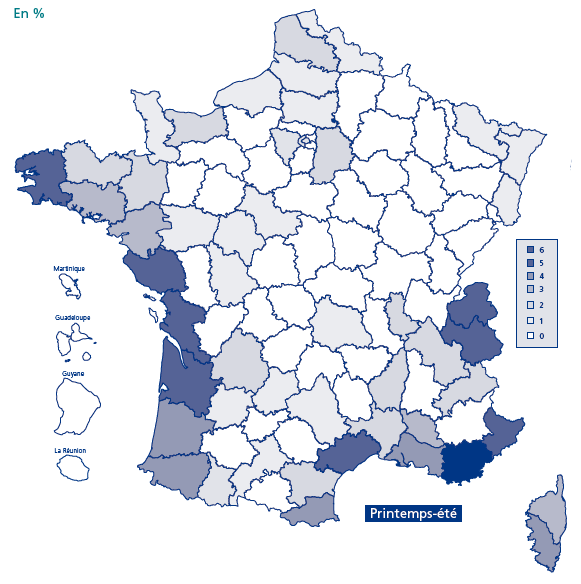 En %
Martinique
Guadeloupe
Guyane
La Réunion
6
5
4
3
2
1
0
Printemps-été